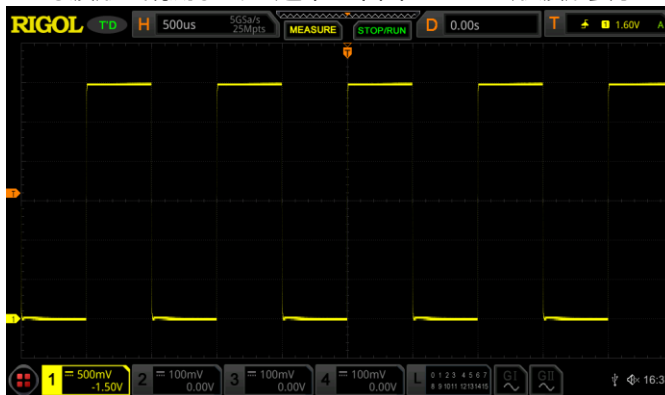 RIGOL T'D H 500us 5GSa/s 25Mpts MEASURE STOP/RUN D 0.00s T 1 1.60V A
T
T
1
1 500mV -1.50V 2 100mV 0.00V 3 100mV 0.00V 4 100mV 0.00V L 0 1 2 3 4 5 6 7 8 9 10 11 12 13 14 15 GI GII 16:3